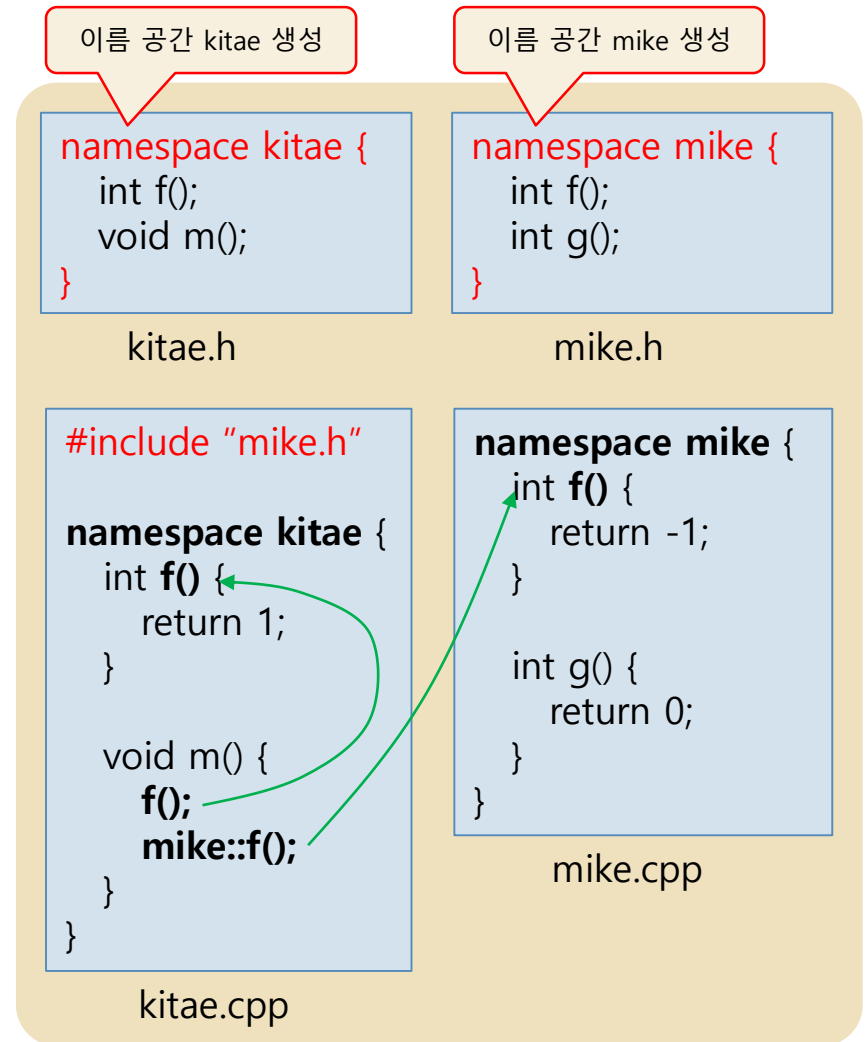 이름 공간 kitae 생성
이름 공간 mike 생성
namespace kitae {
int f();
void m();
}
kitae.h
namespace mike {
int f();
int g();
}
mike.h
#include "mike.h"
namespace kitae {
int f() {
return 1;
}
void m() {
f();
mike::f();
}
}
kitae.cpp
namespace mike {
int f() {
return -1;
}
int g() {
return 0;
}
}
mike.cpp